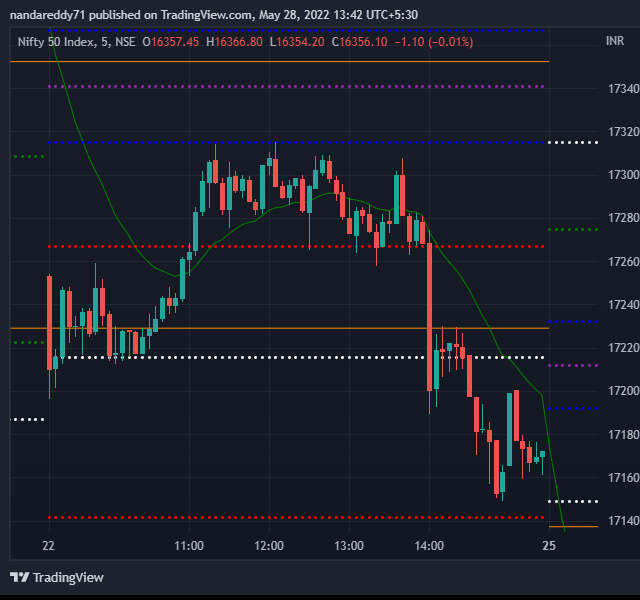 nandareddy71 published on TradingView.com, May 28, 2022 13:42 UTC+5:30
Nifty 50 Index, 5, NSE O16357.45 H16366.80 L16354.20 C16356.10 −1.10 (−0.01%)
INR
17340
17320
17300
17280
17260
17240
17220
17200
17180
17160
17140
22 11:00 12:00 13:00 14:00 25
TradingView